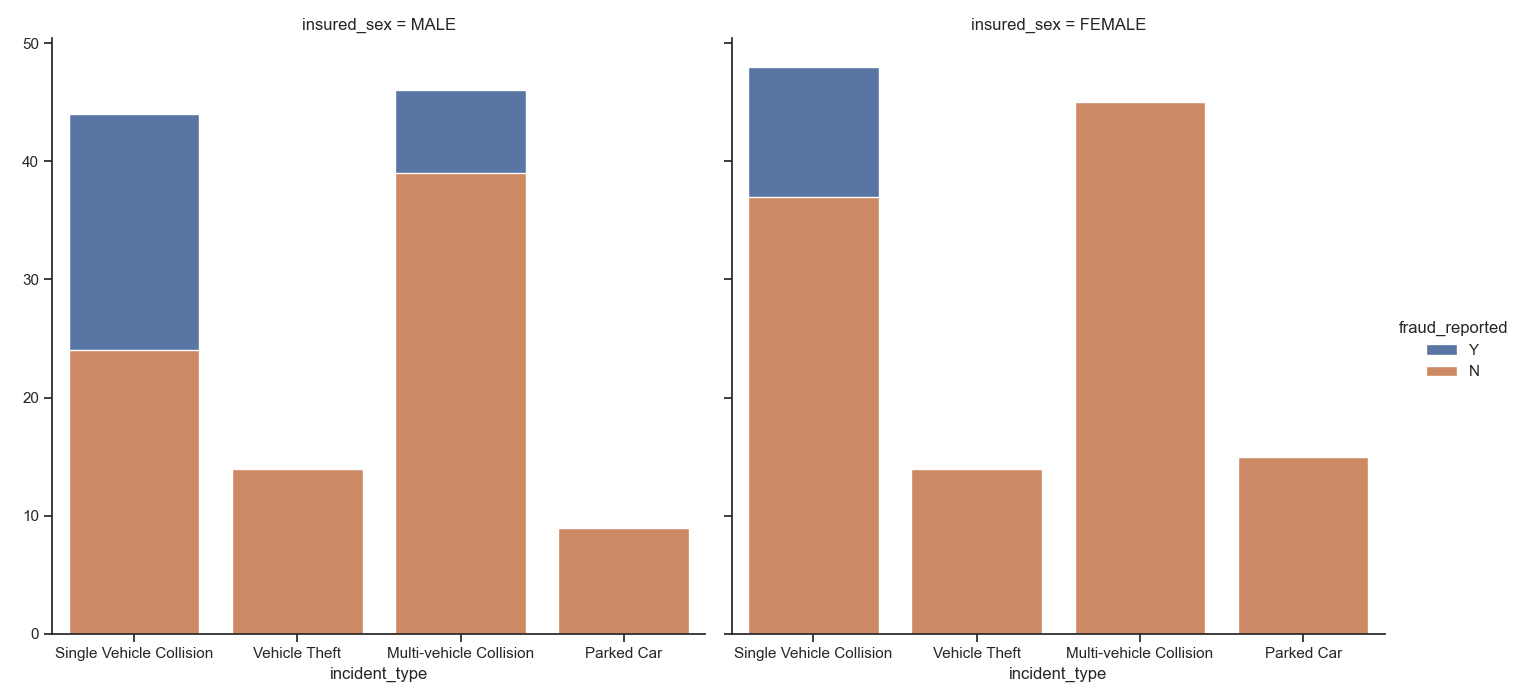 insured_sex = MALE
insured_sex = FEMALE
50
40
30
20
10
0
Single Vehicle Collision
Vehicle Theft
Multi-vehicle Collision
Parked Car
incident_type
Single Vehicle Collision
Vehicle Theft
Multi-vehicle Collision
Parked Car
incident_type
fraud_reported
Y
N